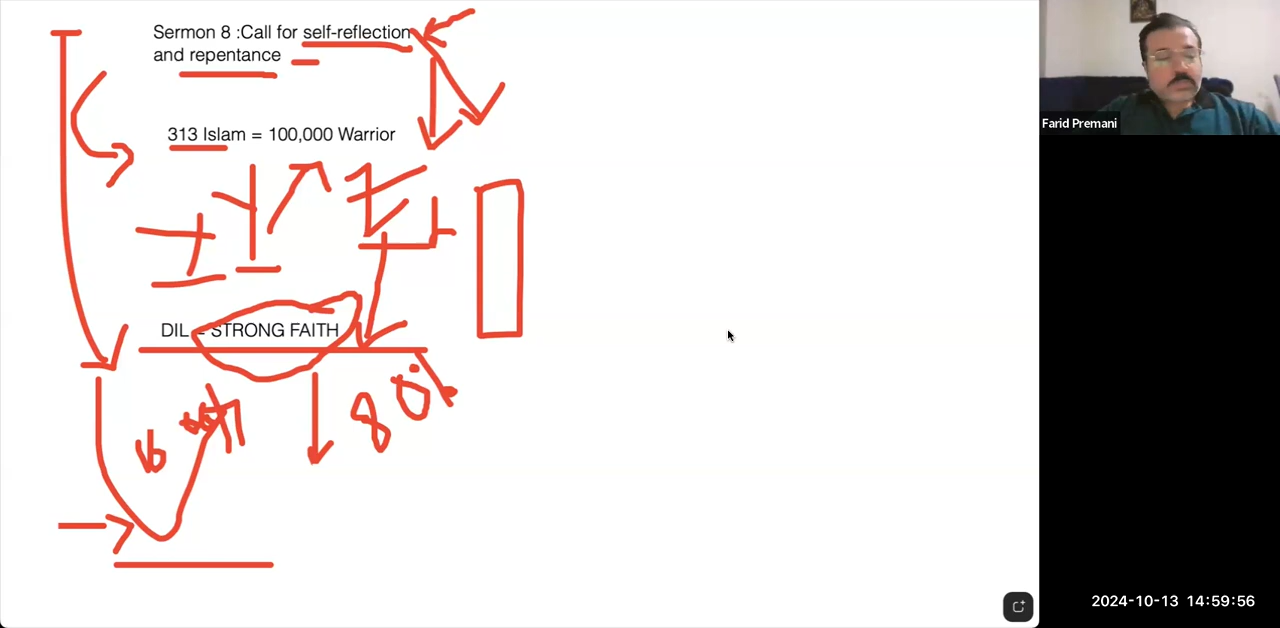 Sermon 8 :Call for self-reflection
and repentance
313 Islam = 100,000 Warrior
DIL = STRONG FAITH
80%
Farid Premani
2024-10-13 14:59:56